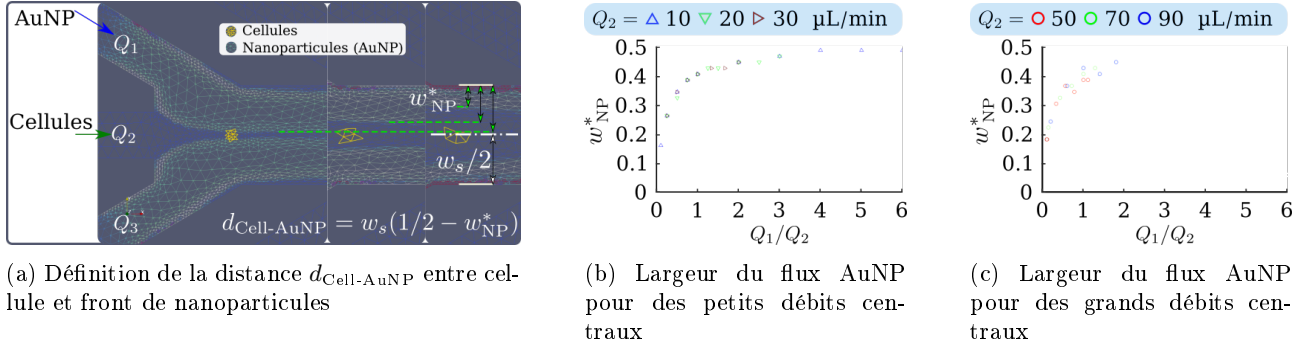 AuNP
Q1
Cellules
Nanoparticules (AuNP)
w*NP
Cellules
Q2
ws/2
Q3
dCell-AuNP = ws(1/2 − w*NP)
(a) Définition de la distance dCell-AuNP entre cel-
lule et front de nanoparticules
Q2 = 10 20 30 µL/min
0.5
0.4
0.3
0.2
0.1
0
w*NP
0 1 2 3 4 5 6
Q1/Q2
(b) Largeur du flux AuNP
pour des petits débits cen-
traux
Q2 = 50 70 90 µL/min
0.5
0.4
0.3
0.2
0.1
0
w*NP
0 1 2 3 4 5 6
Q1/Q2
(c) Largeur du flux AuNP
pour des grands débits cen-
traux